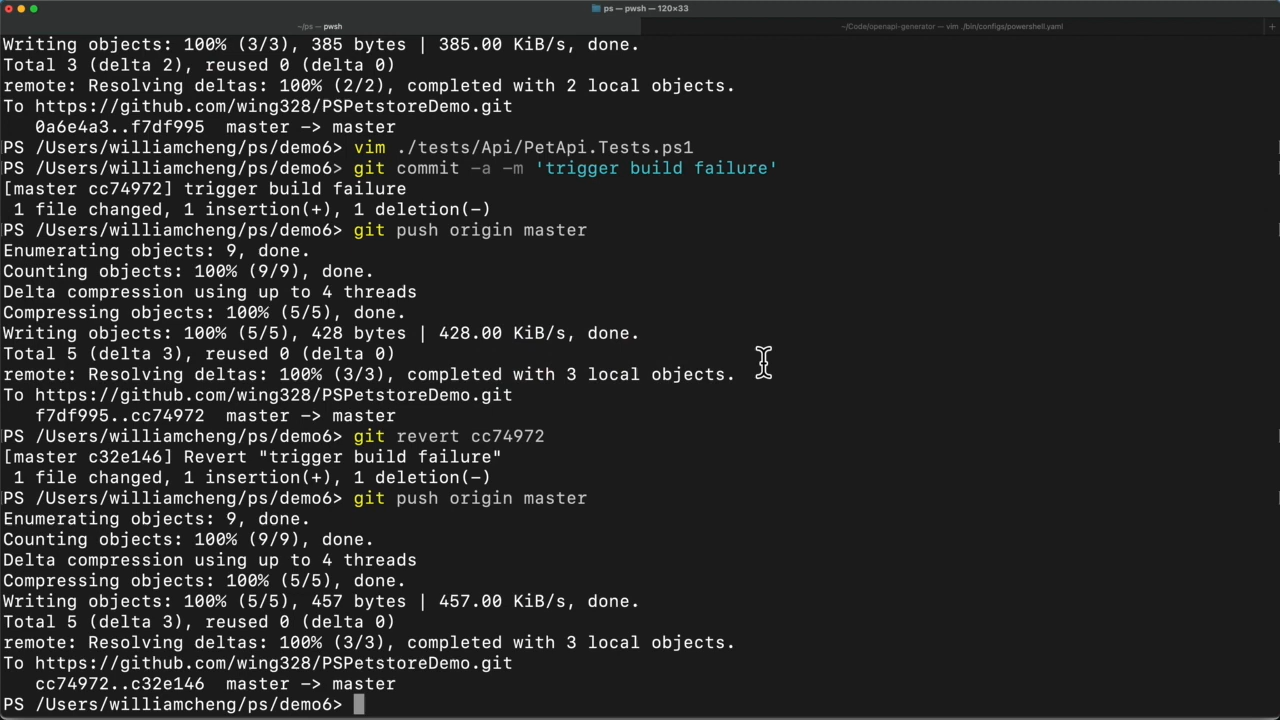 ps — pwsh — 120×33
~/ps — pwsh
~/Code/openapi-generator — vim ./bin/configs/powershell.yaml
+
Writing objects: 100% (3/3), 385 bytes | 385.00 KiB/s, done.
Total 3 (delta 2), reused 0 (delta 0)
remote: Resolving deltas: 100% (2/2), completed with 2 local objects.
To https://github.com/wing328/PSPetstoreDemo.git
   0a6e4a3..f7df995  master -> master
PS /Users/williamcheng/ps/demo6> vim ./tests/Api/PetApi.Tests.ps1
PS /Users/williamcheng/ps/demo6> git commit -a -m 'trigger build failure'
[master cc74972] trigger build failure
 1 file changed, 1 insertion(+), 1 deletion(-)
PS /Users/williamcheng/ps/demo6> git push origin master
Enumerating objects: 9, done.
Counting objects: 100% (9/9), done.
Delta compression using up to 4 threads
Compressing objects: 100% (5/5), done.
Writing objects: 100% (5/5), 428 bytes | 428.00 KiB/s, done.
Total 5 (delta 3), reused 0 (delta 0)
remote: Resolving deltas: 100% (3/3), completed with 3 local objects.
To https://github.com/wing328/PSPetstoreDemo.git
   f7df995..cc74972  master -> master
PS /Users/williamcheng/ps/demo6> git revert cc74972
[master c32e146] Revert "trigger build failure"
 1 file changed, 1 insertion(+), 1 deletion(-)
PS /Users/williamcheng/ps/demo6> git push origin master
Enumerating objects: 9, done.
Counting objects: 100% (9/9), done.
Delta compression using up to 4 threads
Compressing objects: 100% (5/5), done.
Writing objects: 100% (5/5), 457 bytes | 457.00 KiB/s, done.
Total 5 (delta 3), reused 0 (delta 0)
remote: Resolving deltas: 100% (3/3), completed with 3 local objects.
To https://github.com/wing328/PSPetstoreDemo.git
   cc74972..c32e146  master -> master
PS /Users/williamcheng/ps/demo6>